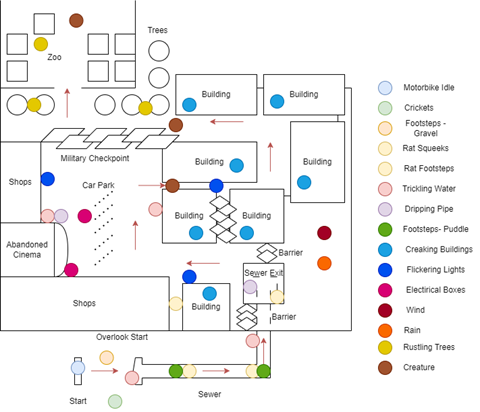 Trees
Zoo
Building
Building
Military Checkpoint
Building
Building
Shops
Car Park
Building
Building
Abandoned
Cinema
Barrier
Sewer Exit
Shops
Building
Barrier
Overlook Start
Start
Sewer
Motorbike Idle
Crickets
Footsteps -
Gravel
Rat Squeeks
Rat Footsteps
Trickling Water
Dripping Pipe
Footsteps- Puddle
Creaking Buildings
Flickering Lights
Electrical Boxes
Wind
Rain
Rustling Trees
Creature